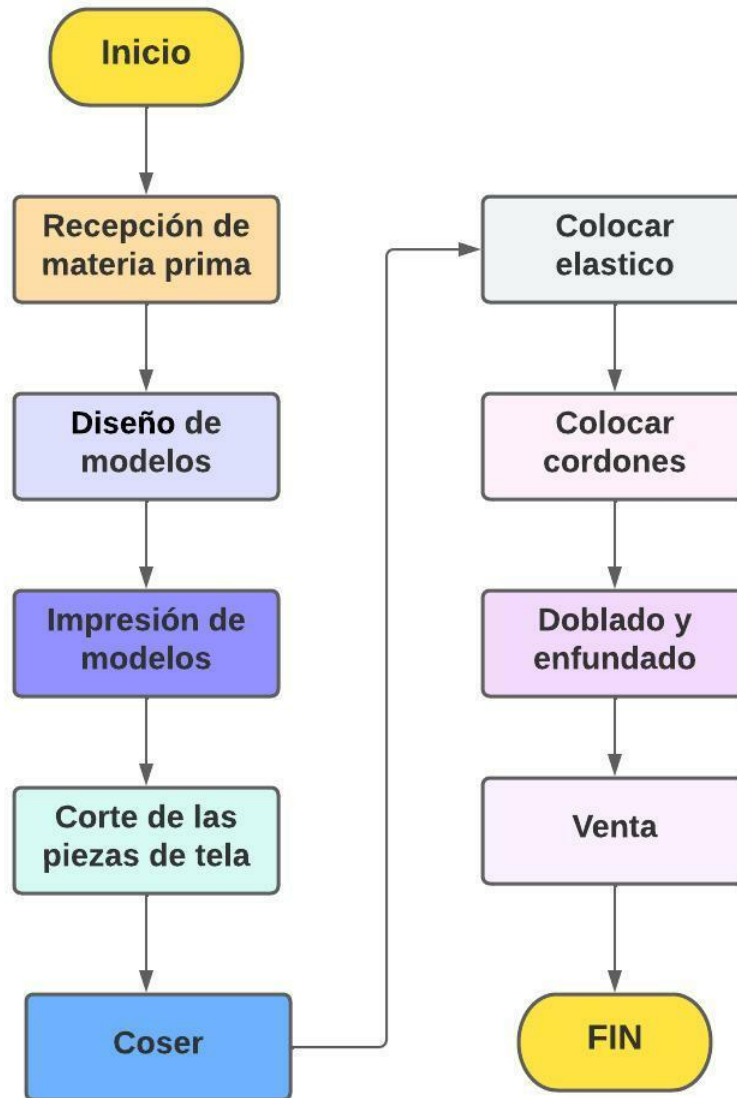 Inicio
Recepción de
materia prima
Diseño de
modelos
Impresión de
modelos
Corte de las
piezas de tela
Coser
Colocar
elastico
Colocar
cordones
Doblado y
enfundado
Venta
FIN